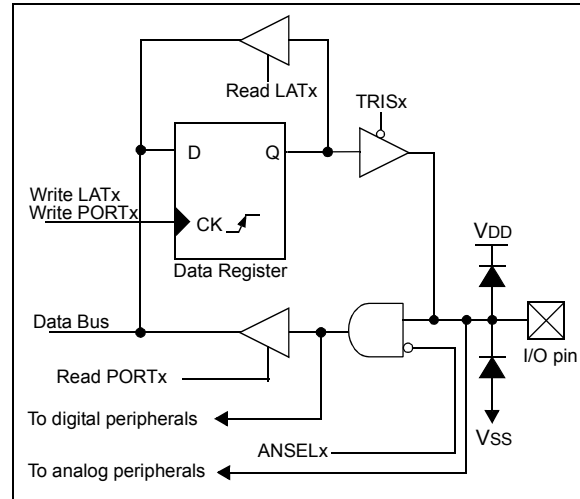 Read LATx
TRISx
D
Q
Write LATx
Write PORTx
CK
Data Register
VDD
Data Bus
I/O pin
Read PORTx
To digital peripherals
VSS
ANSELx
To analog peripherals